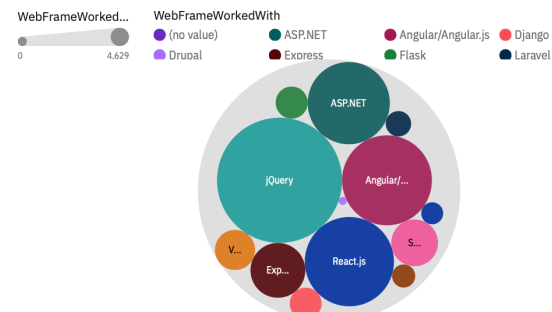 WebFrameWorked...
0 4,629
WebFrameWorkedWith
(no value) ASP.NET Angular/Angular.js Django
Drupal Express Flask Laravel
ASP.NET
jQuery
Angular/...
V...
Exp...
React.js
S...